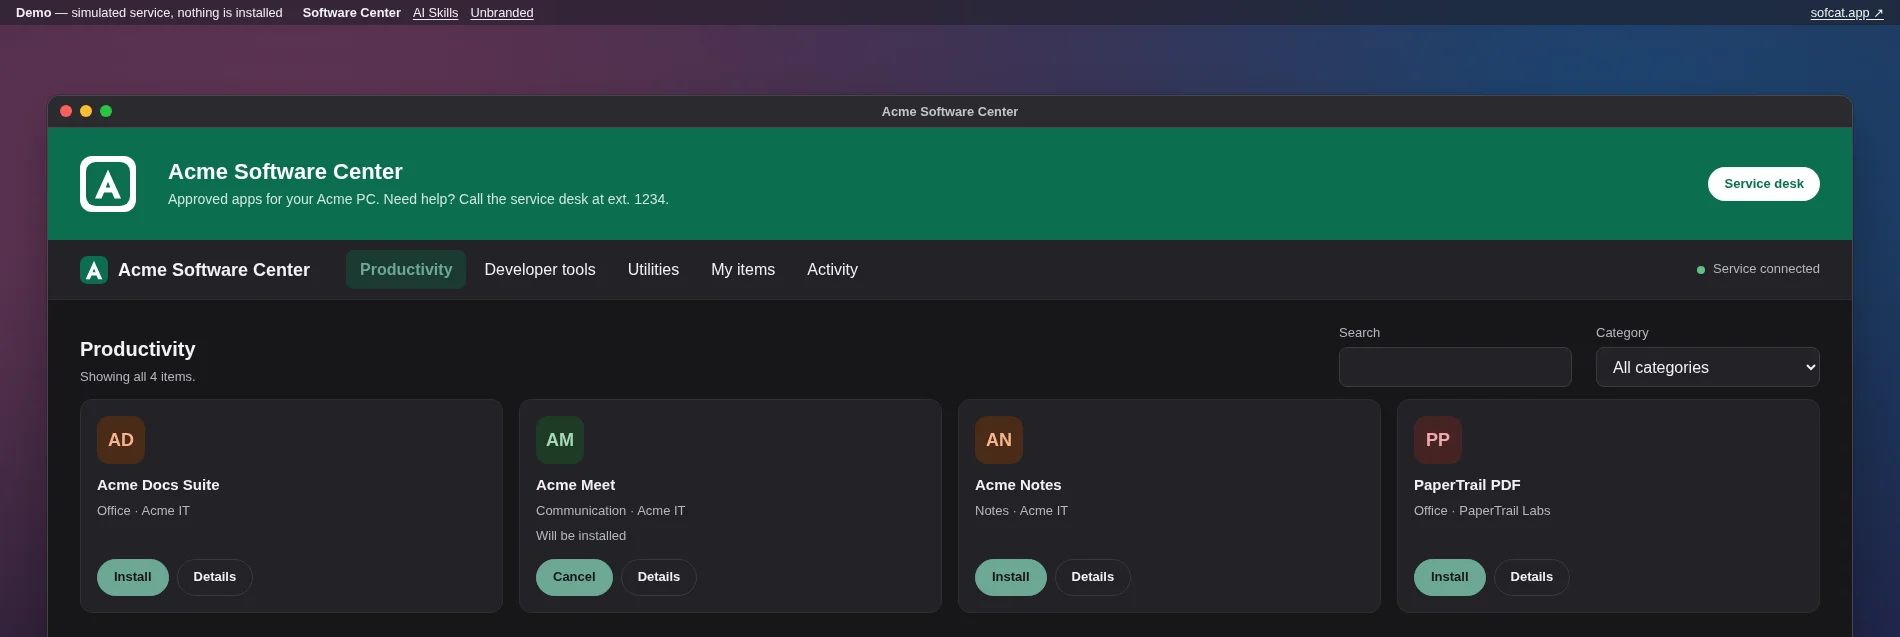 Demo — simulated service, nothing is installed Software Center AI Skills Unbranded sofcat.app ↗
Acme Software Center
A
Acme Software Center
Approved apps for your Acme PC. Need help? Call the service desk at ext. 1234.
Service desk
A Acme Software Center Productivity Developer tools Utilities My items Activity Service connected
Productivity
Showing all 4 items.
Search
Category
All categories
AD
Acme Docs Suite
Office · Acme IT
Install Details
AM
Acme Meet
Communication · Acme IT
Will be installed
Cancel Details
AN
Acme Notes
Notes · Acme IT
Install Details
PP
PaperTrail PDF
Office · PaperTrail Labs
Install Details